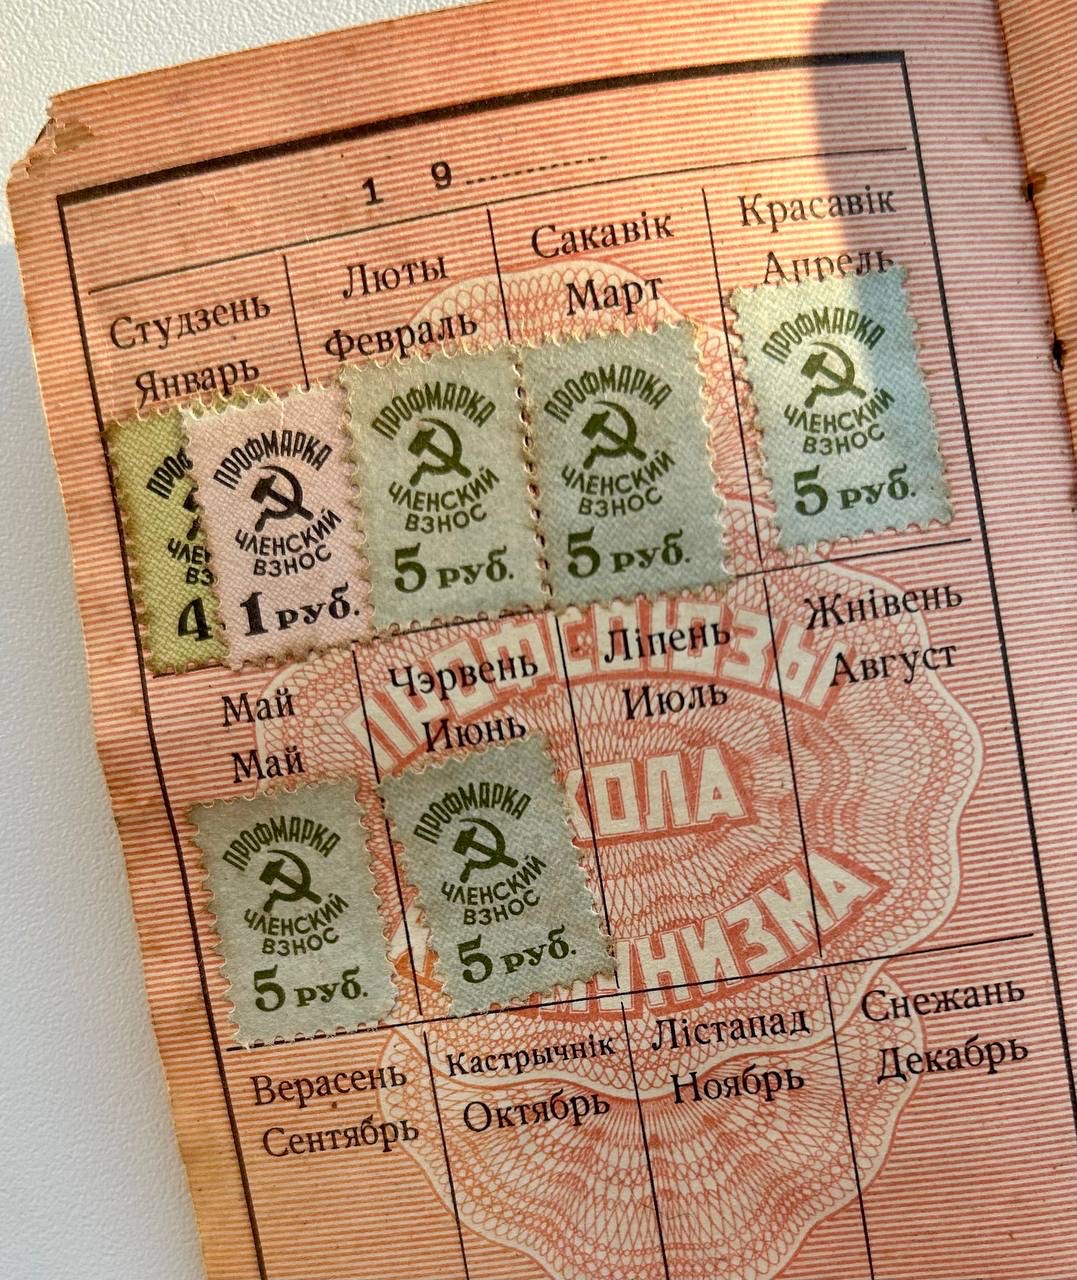 1 9
Студзень
Январь
Люты
Февраль
Сакавік
Март
Красавік
Апрель
4
ПРОФМАРКА
ЧЛЕНСКИЙ
ВЗНОС
1 РУБ.
ПРОФМАРКА
ЧЛЕНСКИЙ
ВЗНОС
5 РУБ.
ПРОФМАРКА
ЧЛЕНСКИЙ
ВЗНОС
5 РУБ.
ПРОФМАРКА
ЧЛЕНСКИЙ
ВЗНОС
5 РУБ.
Май
Май
Чэрвень
Июнь
Ліпень
Июль
Жнівень
Август
ПРОФСОЮЗЫ
ПРОФМАРКА
ЧЛЕНСКИЙ
ВЗНОС
5 РУБ.
ПРОФМАРКА
ЧЛЕНСКИЙ
ВЗНОС
5 РУБ.
Верасень
Сентябрь
Кастрычнік
Октябрь
Лістапад
Ноябрь
Снежань
Декабрь